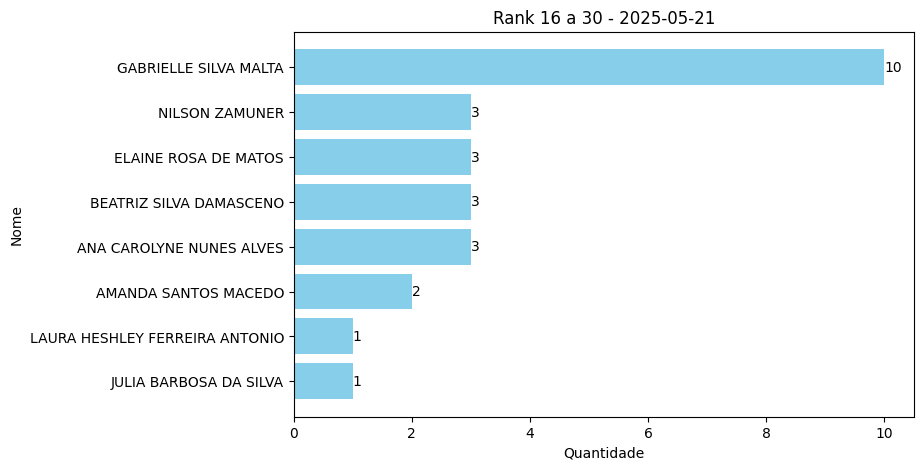 Rank 16 a 30 - 2025-05-21
GABRIELLE SILVA MALTA 10
NILSON ZAMUNER 3
ELAINE ROSA DE MATOS 3
BEATRIZ SILVA DAMASCENO 3
ANA CAROLYNE NUNES ALVES 3
AMANDA SANTOS MACEDO 2
LAURA HESHLEY FERREIRA ANTONIO 1
JULIA BARBOSA DA SILVA 1
Nome
0 2 4 6 8 10
Quantidade